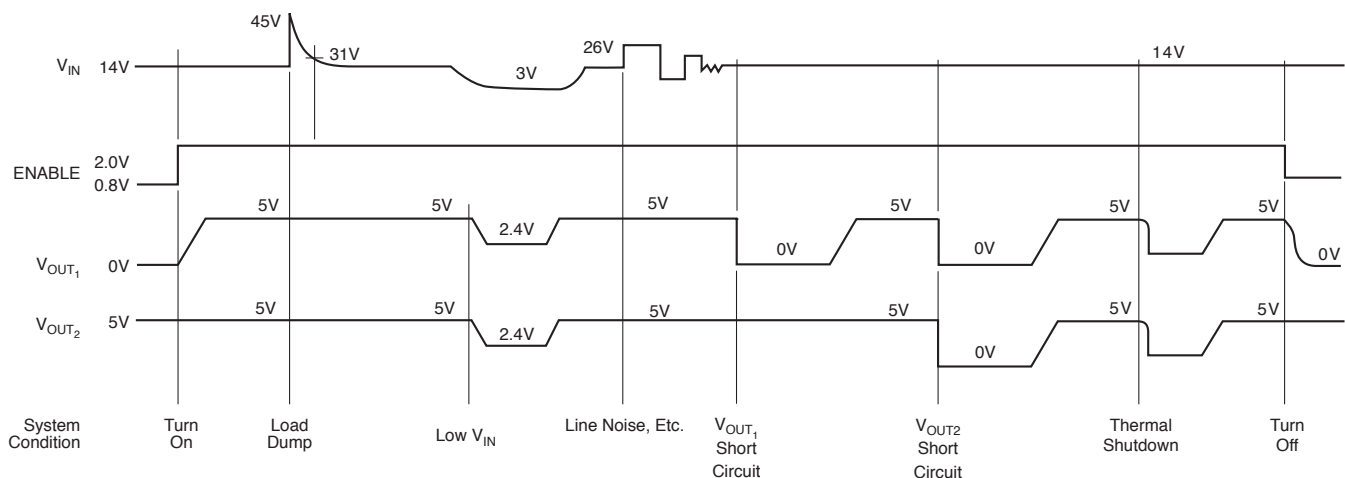 45V
31V
26V
V_IN 14V
3V
14V
ENABLE
2.0V
0.8V
5V 5V 5V 5V 5V 5V
2.4V
V_OUT1 0V
0V 0V 0V
V_OUT2 5V
5V 5V 5V 5V 5V 5V
2.4V
0V
System
Condition
Turn
On
Load
Dump
Low V_IN
Line Noise, Etc.
V_OUT1
Short
Circuit
V_OUT2
Short
Circuit
Thermal
Shutdown
Turn
Off